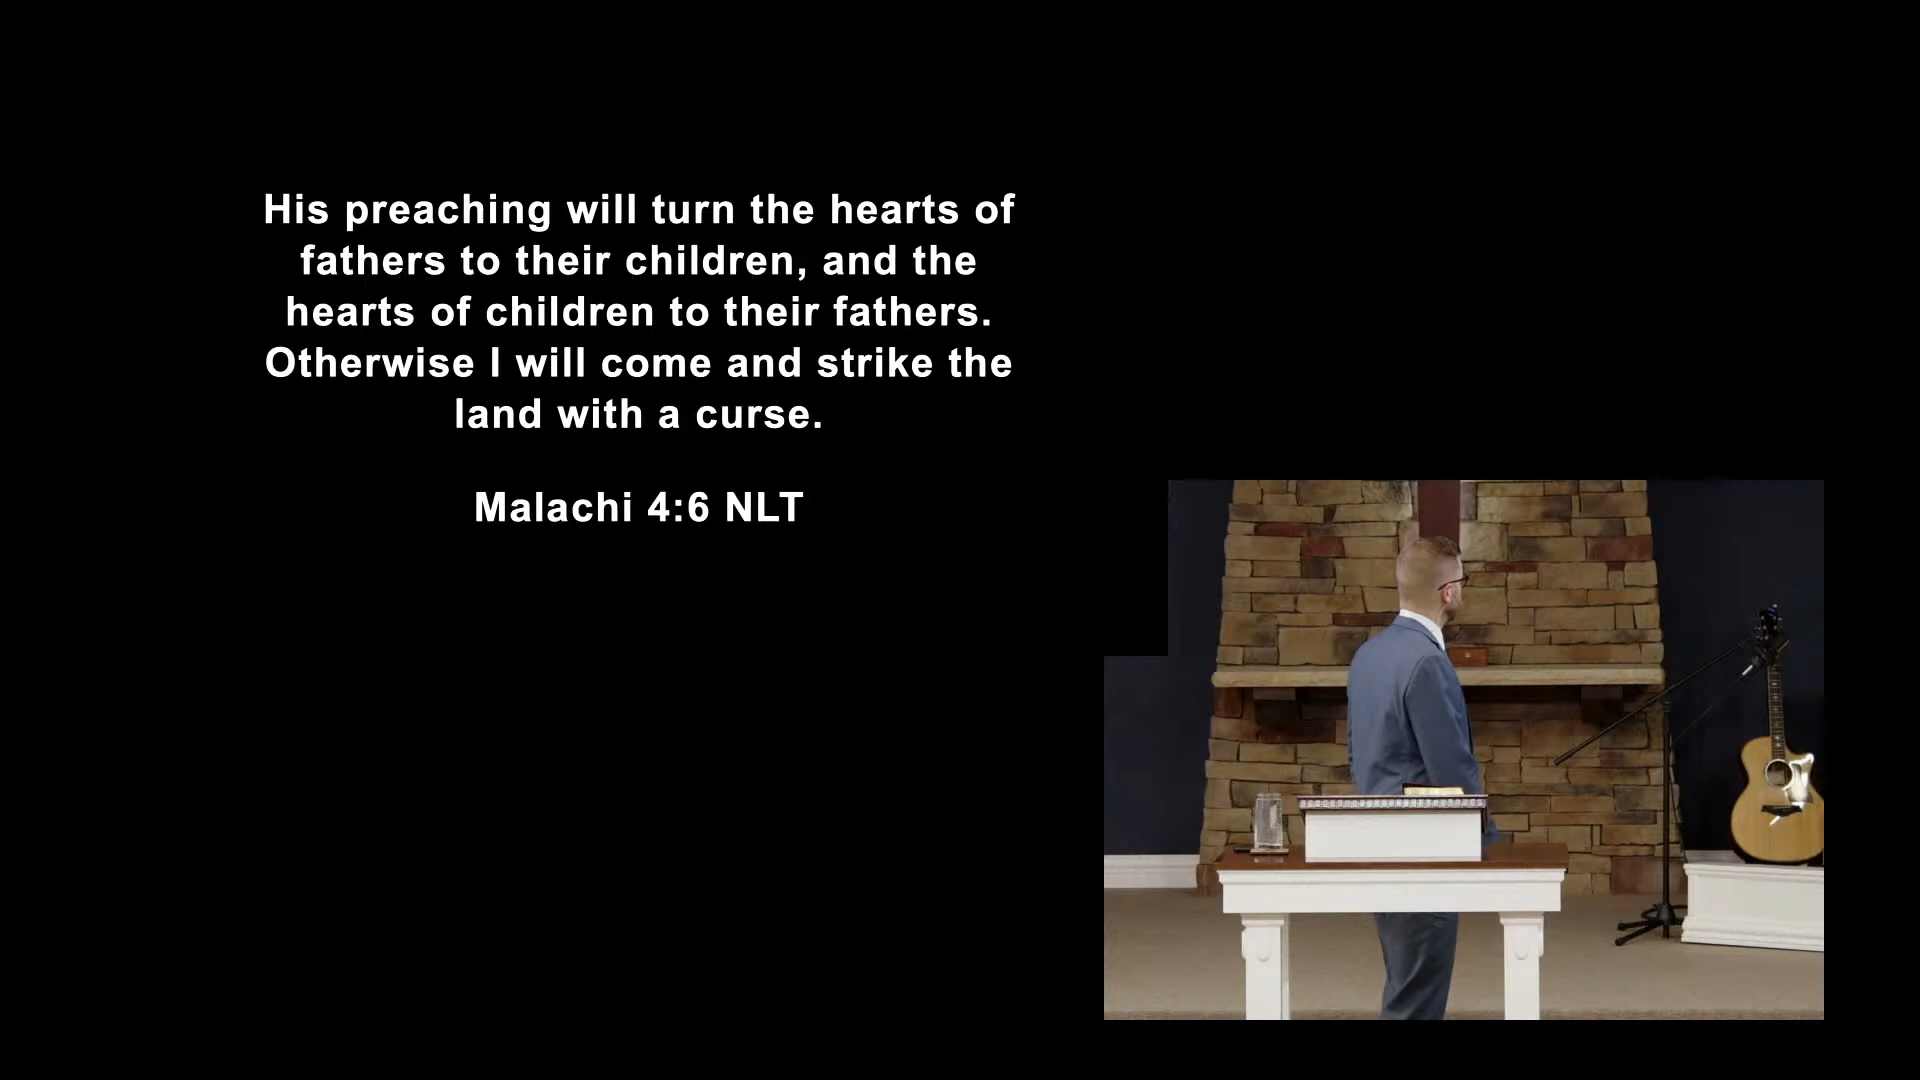 His preaching will turn the hearts of
fathers to their children, and the
hearts of children to their fathers.
Otherwise I will come and strike the
land with a curse.
Malachi 4:6 NLT